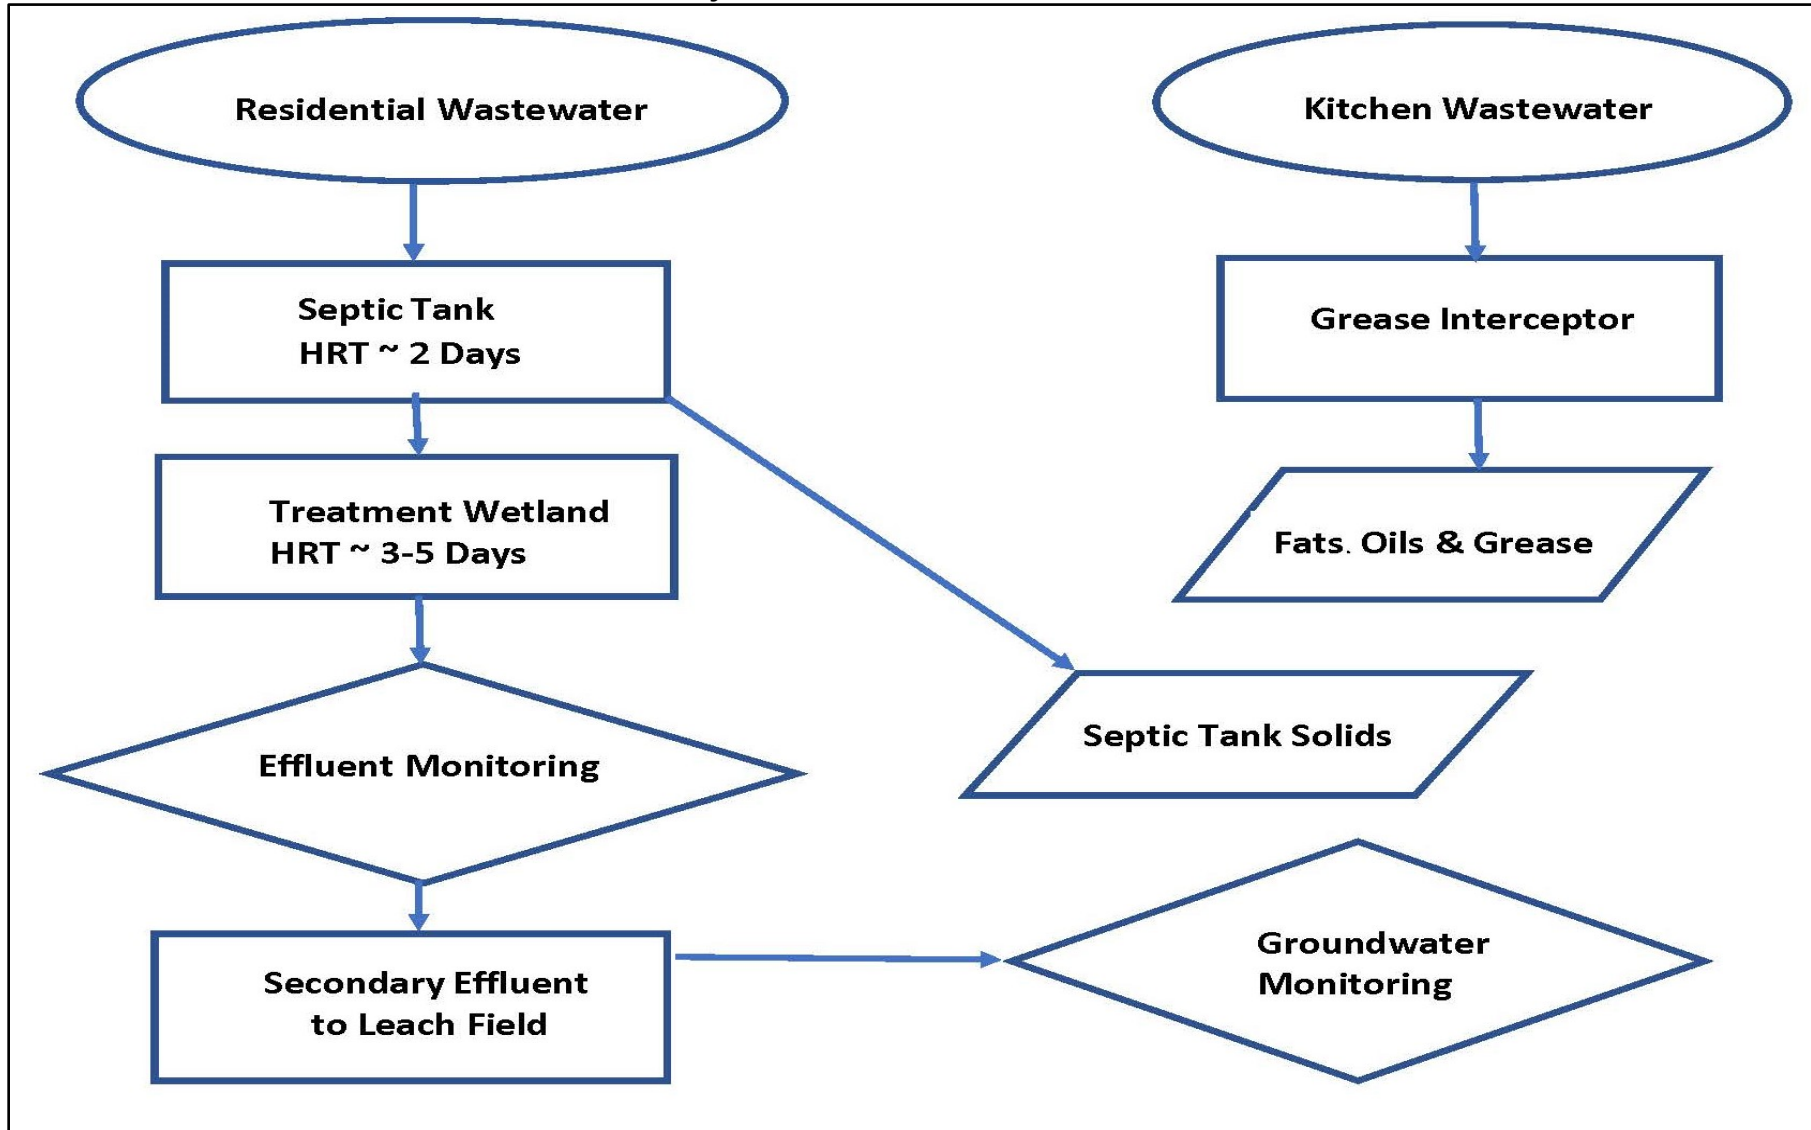 Residential Wastewater
Kitchen Wastewater
Septic Tank
HRT ~ 2 Days
Grease Interceptor
Treatment Wetland
HRT ~ 3-5 Days
Fats. Oils & Grease
Septic Tank Solids
Effluent Monitoring
Groundwater
Monitoring
Secondary Effluent
to Leach Field